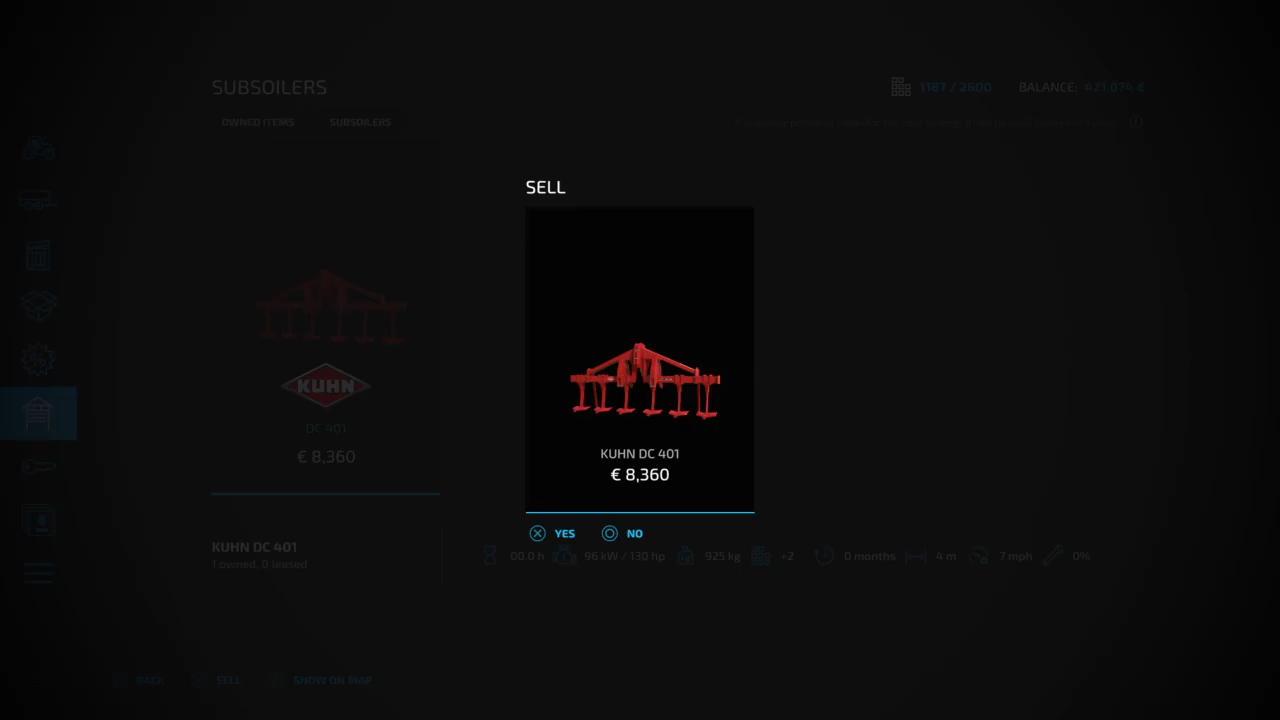 SUBSOILERS
1187 / 2600 BALANCE: 421,074 €
OWNED ITEMS SUBSOILERS
SELL
KUHN
DC 401
€ 8,360
KUHN DC 401
€ 8,360
YES NO
KUHN DC 401
1 owned, 0 leased
00.0 h 96 kW / 130 hp 925 kg +2 0 months 4 m 7 mph 0%
BACK SELL SHOW ON MAP